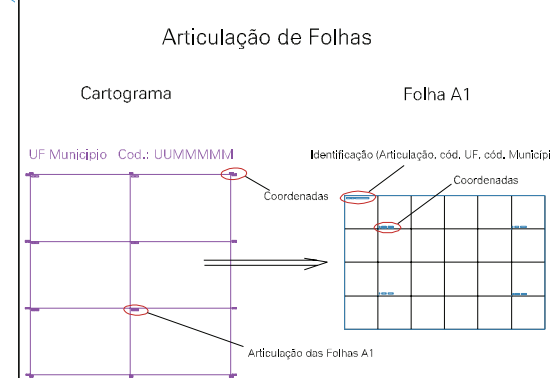 Articulação de Folhas
Cartograma
Folha A1
UF Município Cod.: UUMMMMM
Identificação (Articulação, cód. UF, cód. Municípi
Coordenadas
Coordenadas
Articulação das Folhas A1